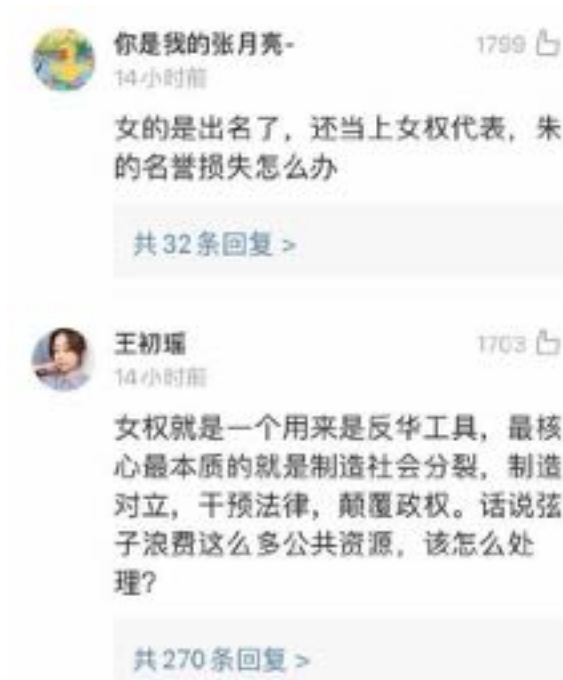 你是我的张月亮-
1799
14小时前
女的是出名了，还当上女权代表，朱
的名誉损失怎么办
共32条回复 >
王初瑶
1703
14小时前
女权就是一个用来是反华工具，最核
心最本质的就是制造社会分裂，制造
对立，干预法律，颠覆政权。话说弦
子浪费这么多公共资源，该怎么处
理？
共270条回复 >